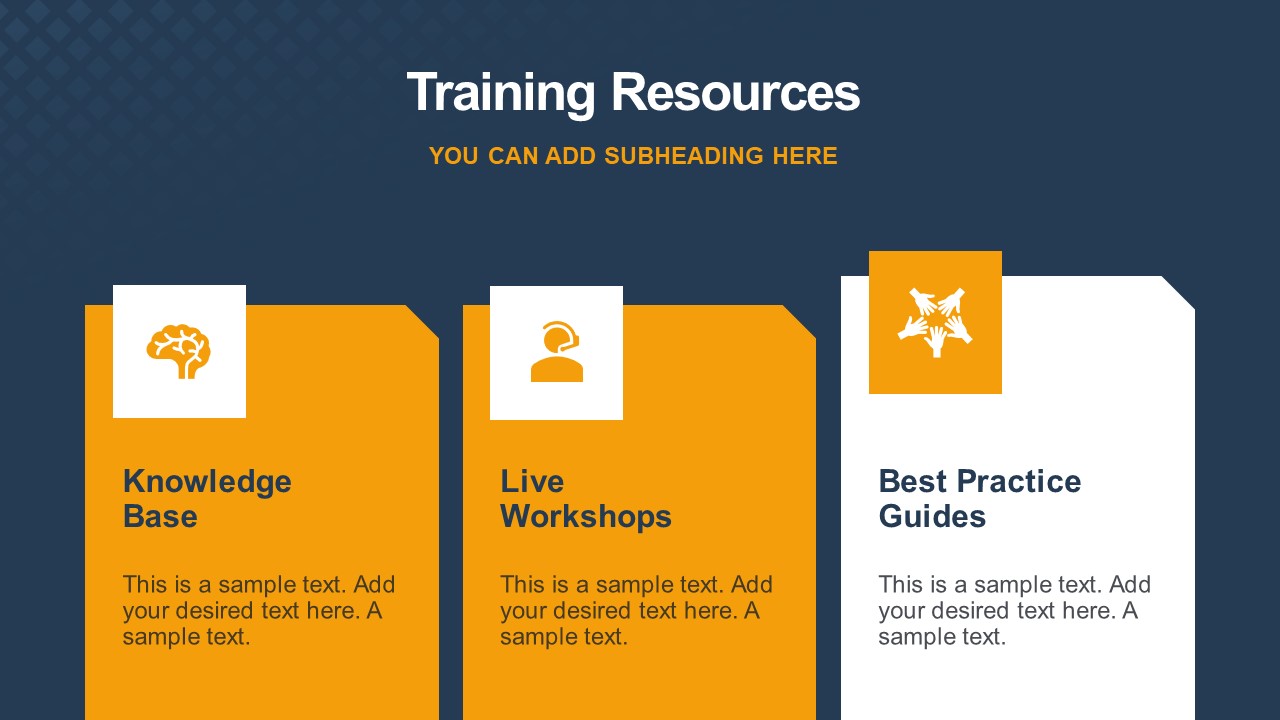 Training Resources
YOU CAN ADD SUBHEADING HERE
Knowledge
Base
This is a sample text. Add
your desired text here. A
sample text.
Live
Workshops
This is a sample text. Add
your desired text here. A
sample text.
Best Practice
Guides
This is a sample text. Add
your desired text here. A
sample text.